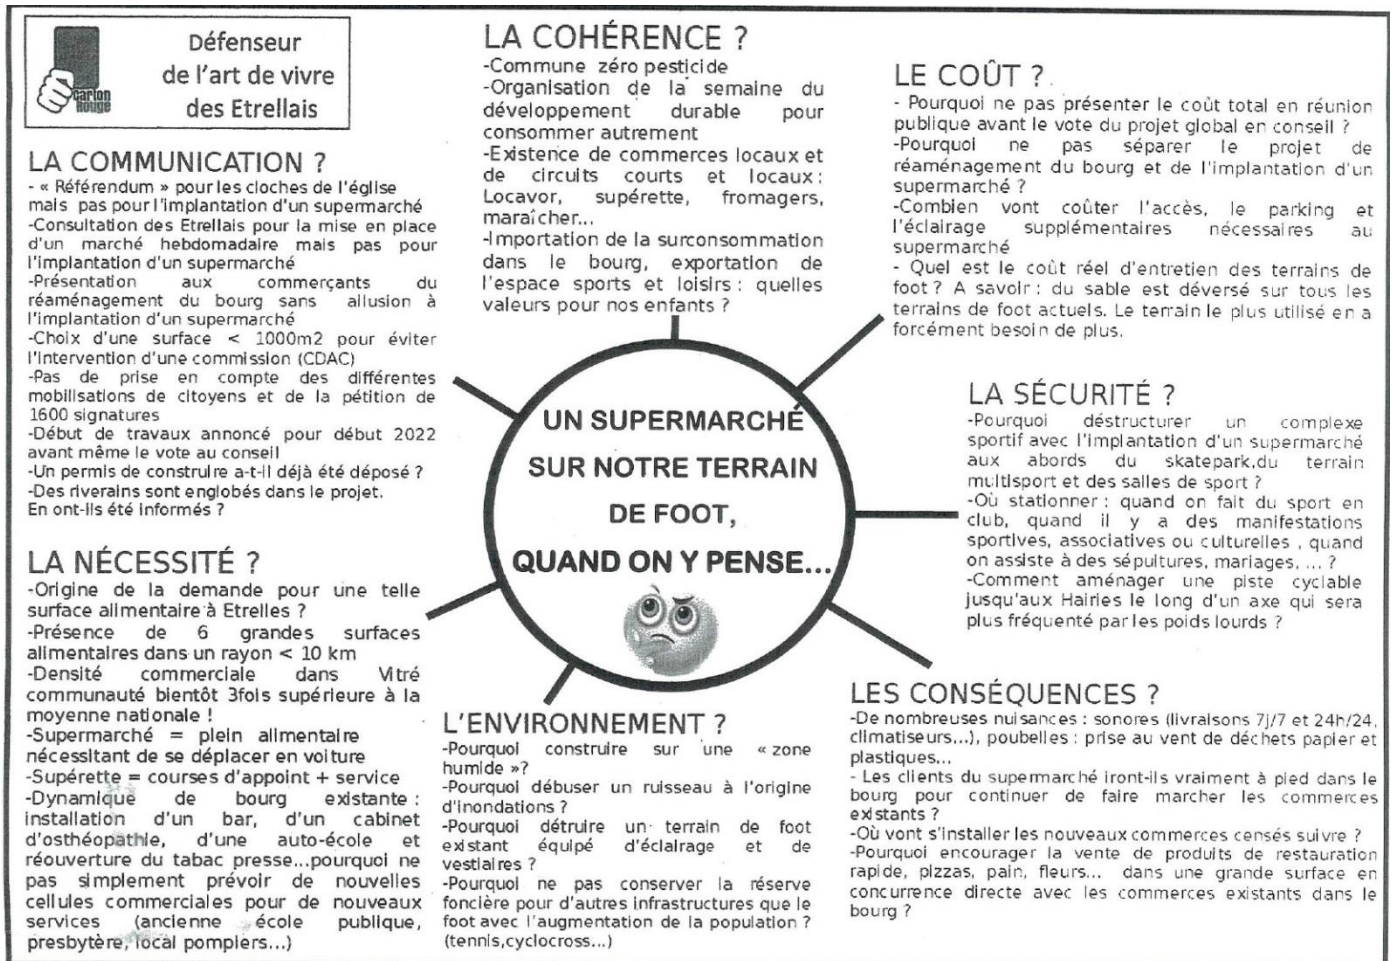 carton
Rouge
Défenseur
de l'art de vivre
des Etrellais
LA COMMUNICATION ?
- « Référendum » pour les cloches de l'église
mais pas pour l'implantation d'un supermarché
-Consultation des Etrellais pour la mise en place
d'un marché hebdomadaire mais pas pour
l'implantation d'un supermarché
-Présentation aux commerçants du
réaménagement du bourg sans allusion à
l'implantation d'un supermarché
-Choix d'une surface < 1000m2 pour éviter
l'intervention d'une commission (CDAC)
-Pas de prise en compte des différentes
mobilisations de citoyens et de la pétition de
1600 signatures
-Début de travaux annoncé pour début 2022
avant même le vote au conseil
-Un permis de construire a-t-il déjà été déposé ?
-Des riverains sont englobés dans le projet.
En ont-ils été informés ?
LA NÉCESSITÉ ?
-Origine de la demande pour une telle
surface alimentaire à Etrelles ?
-Présence de 6 grandes surfaces
alimentaires dans un rayon < 10 km
-Densité commerciale dans Vitré
communauté bientôt 3fois supérieure à la
moyenne nationale !
-Supermarché = plein alimentaire
nécessitant de se déplacer en voiture
-Supérette = courses d'appoint + service
-Dynamique de bourg existante :
installation d'un bar, d'un cabinet
d'osthéopathie, d'une auto-école et
réouverture du tabac presse...pourquoi ne
pas simplement prévoir de nouvelles
cellules commerciales pour de nouveaux
services (ancienne école publique,
presbytère, local pompiers...)
LA COHÉRENCE ?
-Commune zéro pesticide
-Organisation de la semaine du
développement durable pour
consommer autrement
-Existence de commerces locaux et
de circuits courts et locaux :
Locavor, supérette, fromagers,
maraîcher...
-Importation de la surconsommation
dans le bourg, exportation de
l'espace sports et loisirs : quelles
valeurs pour nos enfants ?
UN SUPERMARCHÉ
SUR NOTRE TERRAIN
DE FOOT,
QUAND ON Y PENSE...
L'ENVIRONNEMENT ?
-Pourquoi construire sur une « zone
humide »?
-Pourquoi débuser un ruisseau à l'origine
d'inondations ?
-Pourquoi détruire un terrain de foot
existant équipé d'éclairage et de
vestiaires ?
-Pourquoi ne pas conserver la réserve
foncière pour d'autres infrastructures que le
foot avec l'augmentation de la population ?
(tennis,cyclocross...)
LE COÛT ?
- Pourquoi ne pas présenter le coût total en réunion
publique avant le vote du projet global en conseil ?
-Pourquoi ne pas séparer le projet de
réaménagement du bourg et de l'implantation d'un
supermarché ?
-Combien vont coûter l'accès, le parking et
l'éclairage supplémentaires nécessaires au
supermarché
- Quel est le coût réel d'entretien des terrains de
foot ? A savoir : du sable est déversé sur tous les
terrains de foot actuels. Le terrain le plus utilisé en a
forcément besoin de plus.
LA SÉCURITÉ ?
-Pourquoi déstructurer un complexe
sportif avec l'implantation d'un supermarché
aux abords du skatepark,du terrain
multisport et des salles de sport ?
-Où stationner : quand on fait du sport en
club, quand il y a des manifestations
sportives, associatives ou culturelles , quand
on assiste à des sépultures, mariages, ... ?
-Comment aménager une piste cyclable
jusqu'aux Hairies le long d'un axe qui sera
plus fréquenté par les poids lourds ?
LES CONSÉQUENCES ?
-De nombreuses nuisances : sonores (livraisons 7j/7 et 24h/24,
climatiseurs...), poubelles : prise au vent de déchets papier et
plastiques...
- Les clients du supermarché iront-ils vraiment à pied dans le
bourg pour continuer de faire marcher les commerces
existants ?
-Où vont s'installer les nouveaux commerces censés suivre ?
-Pourquoi encourager la vente de produits de restauration
rapide, pizzas, pain, fleurs... dans une grande surface en
concurrence directe avec les commerces existants dans le
bourg ?